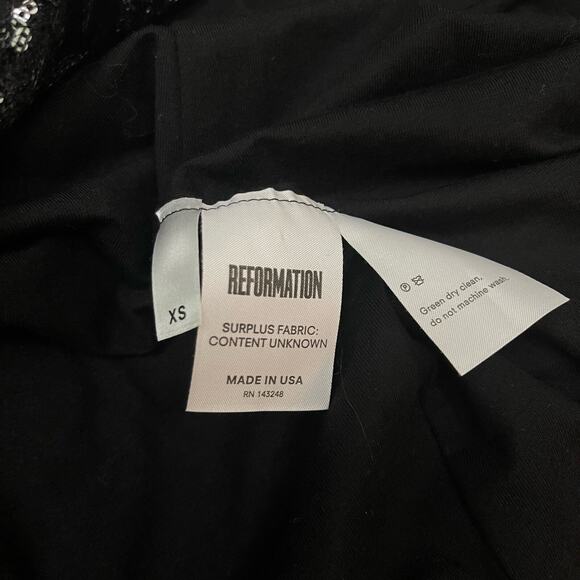 XS
REFORMATION
SURPLUS FABRIC:
CONTENT UNKNOWN
MADE IN USA
RN 143248
Green dry clean,
do not machine wash.